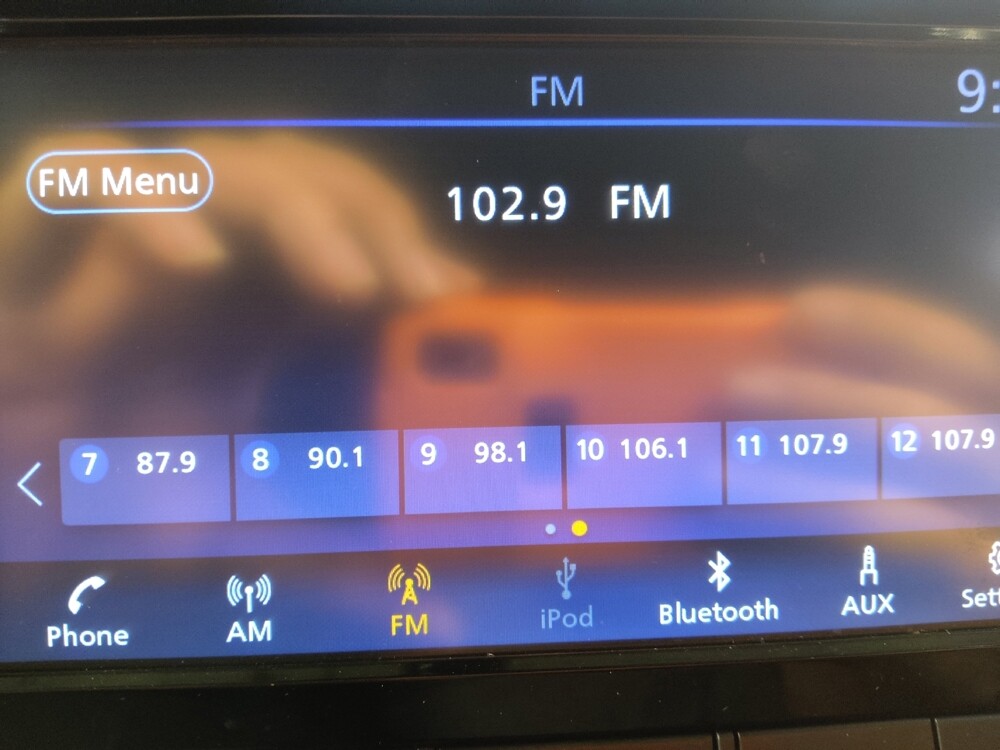 FM
9:
FM Menu
102.9 FM
7 87.9 8 90.1 9 98.1 10 106.1 11 107.9 12 107.9
Phone AM FM iPod Bluetooth AUX Sett